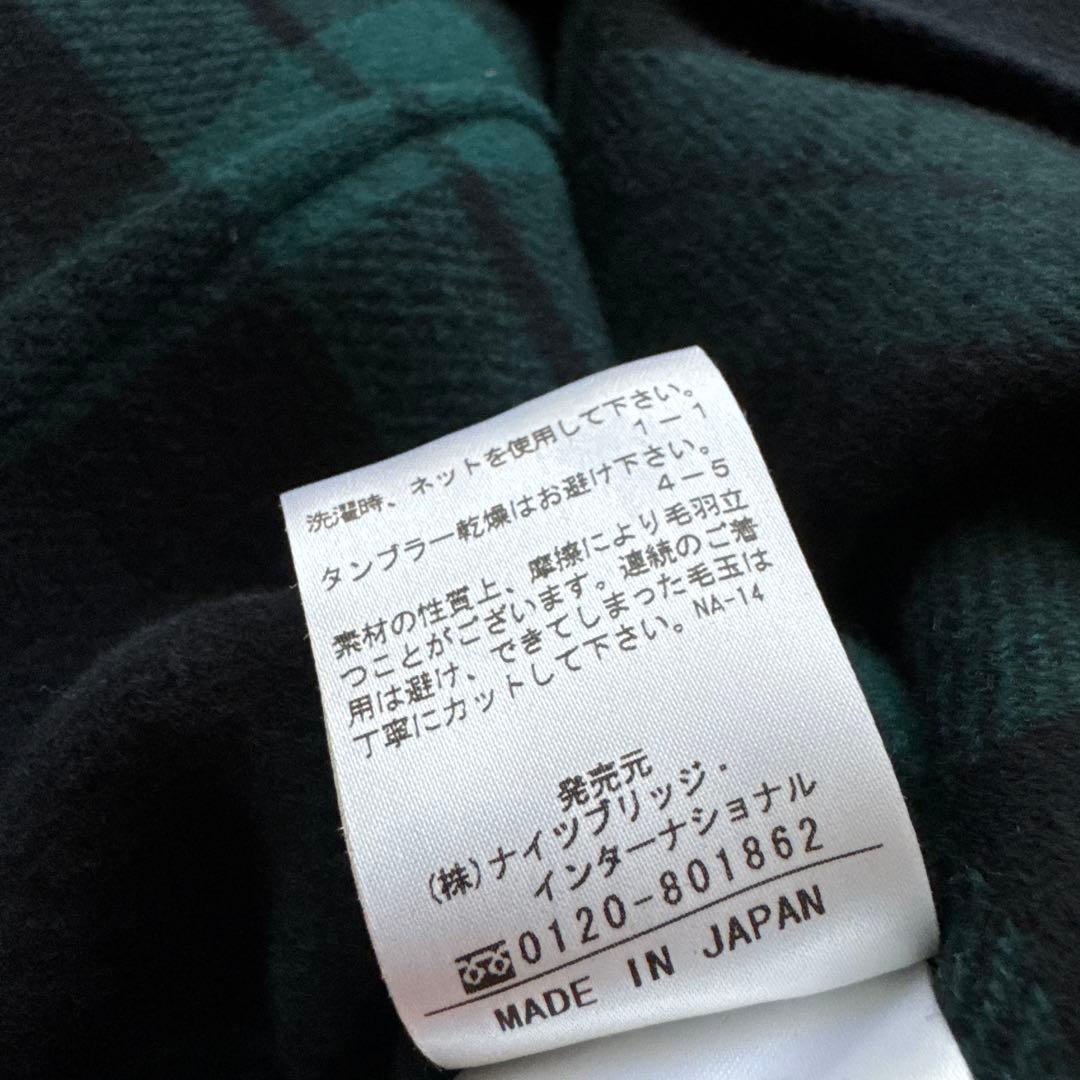 洗濯時、ネットを使用して下さい。
1-1
タンブラー乾燥はお避け下さい。
4-5
素材の性質上、摩擦により毛羽立
つことがございます。連続のご着
用は避け、できてしまった毛玉は
丁寧にカットして下さい。 NA-14
発売元
(株)ナイツブリッジ・
インターナショナル
0120-801862
MADE IN JAPAN